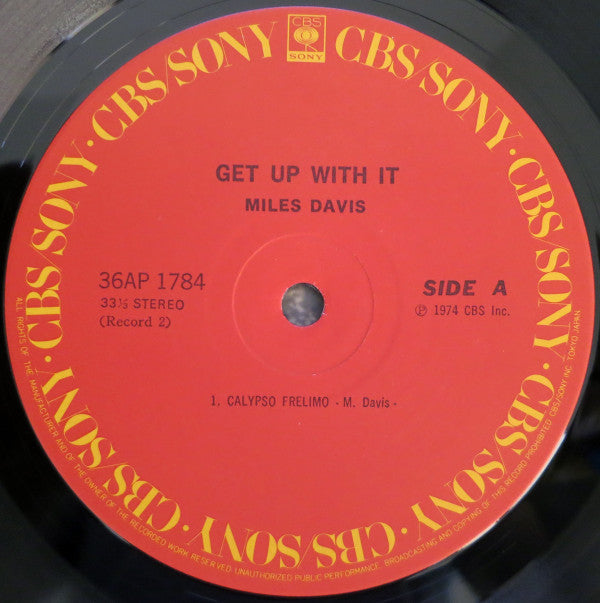 CBS
SONY
CBS/SONY · CBS/SONY · CBS/SONY · CBS/SONY · CBS/SONY · CBS/SONY · CBS/SONY · CBS/SONY
GET UP WITH IT
MILES DAVIS
36AP 1784
33⅓ STEREO
(Record 2)
SIDE A
Ⓟ 1974 CBS Inc.
1. CALYPSO FRELIMO - M. Davis -
ALL RIGHTS OF THE MANUFACTURER AND OF THE OWNER OF THE RECORDED WORK RESERVED. UNAUTHORIZED PUBLIC PERFORMANCE, BROADCASTING AND COPYING OF THIS RECORD PROHIBITED CBS/SONY INC. TOKYO JAPAN